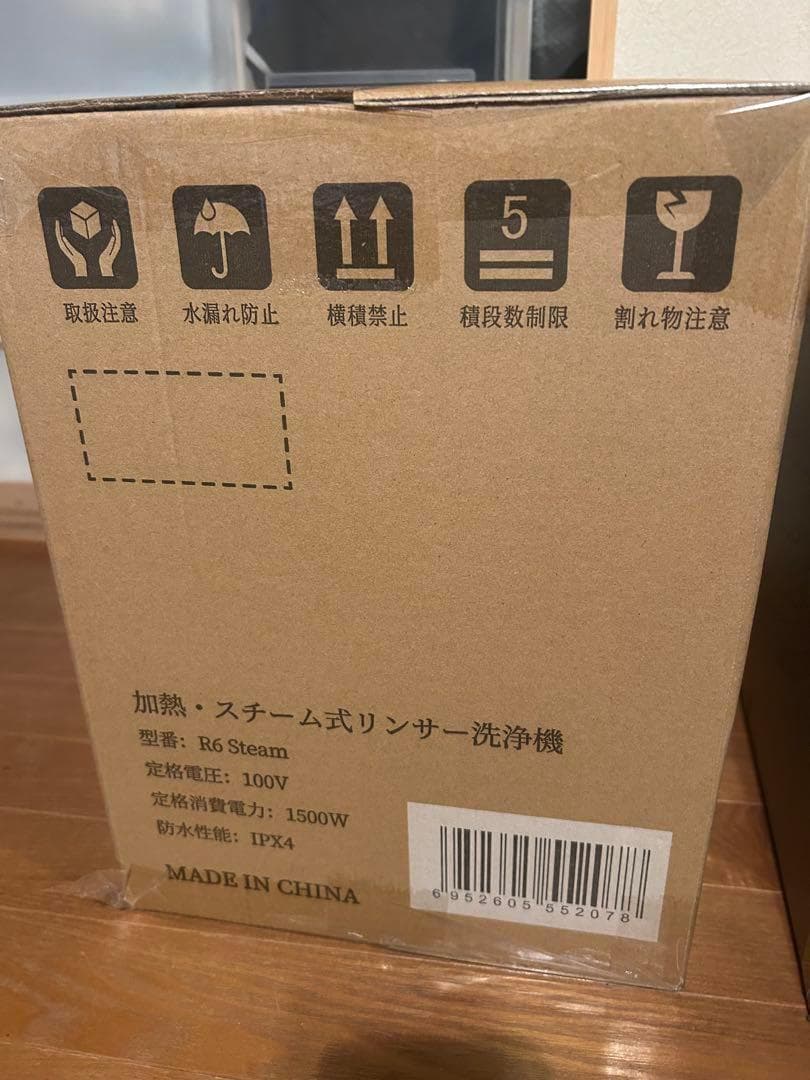 5
取扱注意 水漏れ防止 横積禁止 積段数制限 割れ物注意
加熱・スチーム式リンサー洗浄機
型番: R6 Steam
定格電圧: 100V
定格消費電力: 1500W
防水性能: IPX4
MADE IN CHINA
6 952605 552078